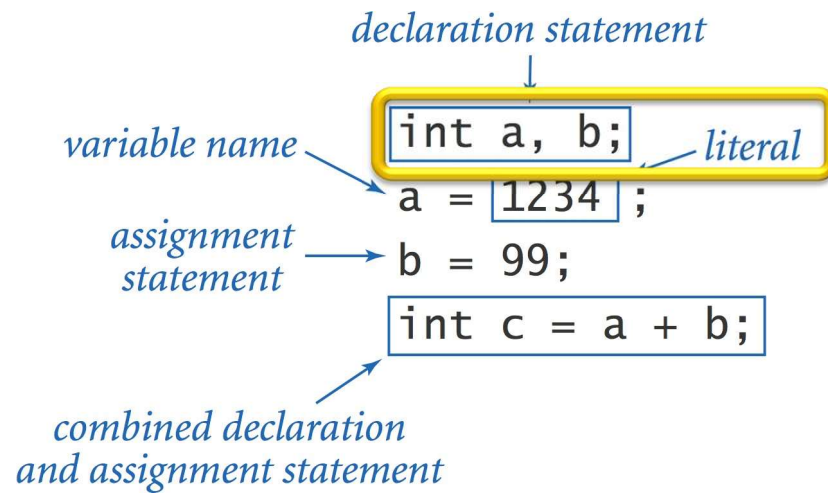 declaration statement
int a, b;
variable name
literal
a = 1234 ;
assignment
statement
b = 99;
int c = a + b;
combined declaration
and assignment statement